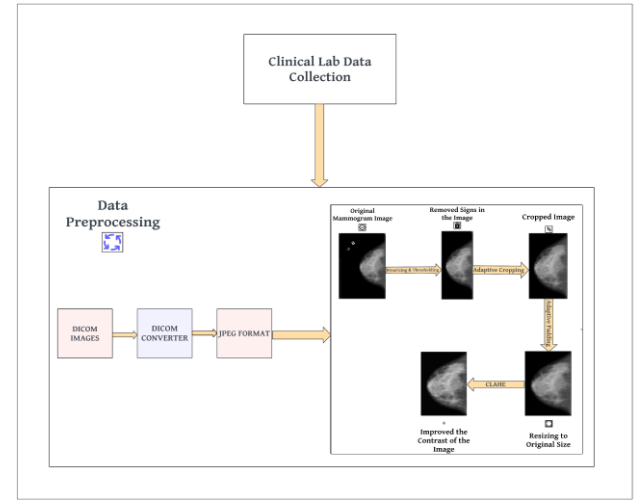 Clinical Lab Data
Collection
Data
Preprocessing
DICOM
IMAGES
DICOM
CONVERTER
JPEG FORMAT
Original
Mammogram Image
Removed Signs in
the Image
Cropped Image
Binarizing & Thresholding
Adaptive Cropping
Adaptive Padding
CLAHE
Improved the
Contrast of the
Image
Resizing to
Original Size